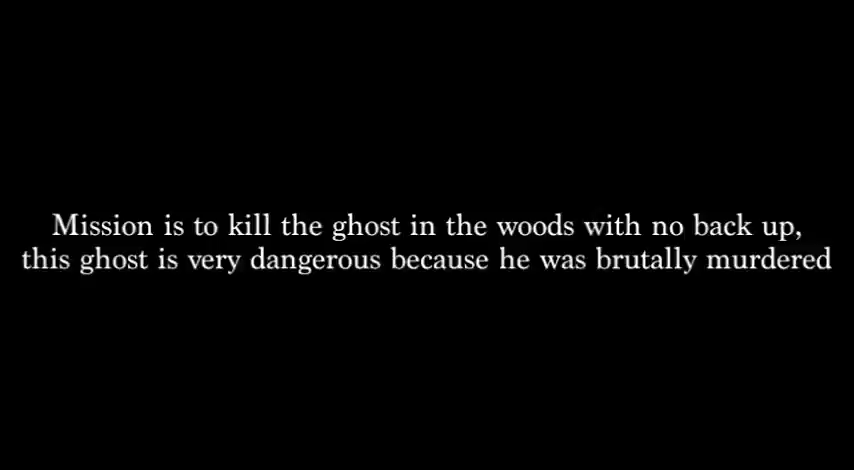 Mission is to kill the ghost in the woods with no back up,
this ghost is very dangerous because he was brutally murdered